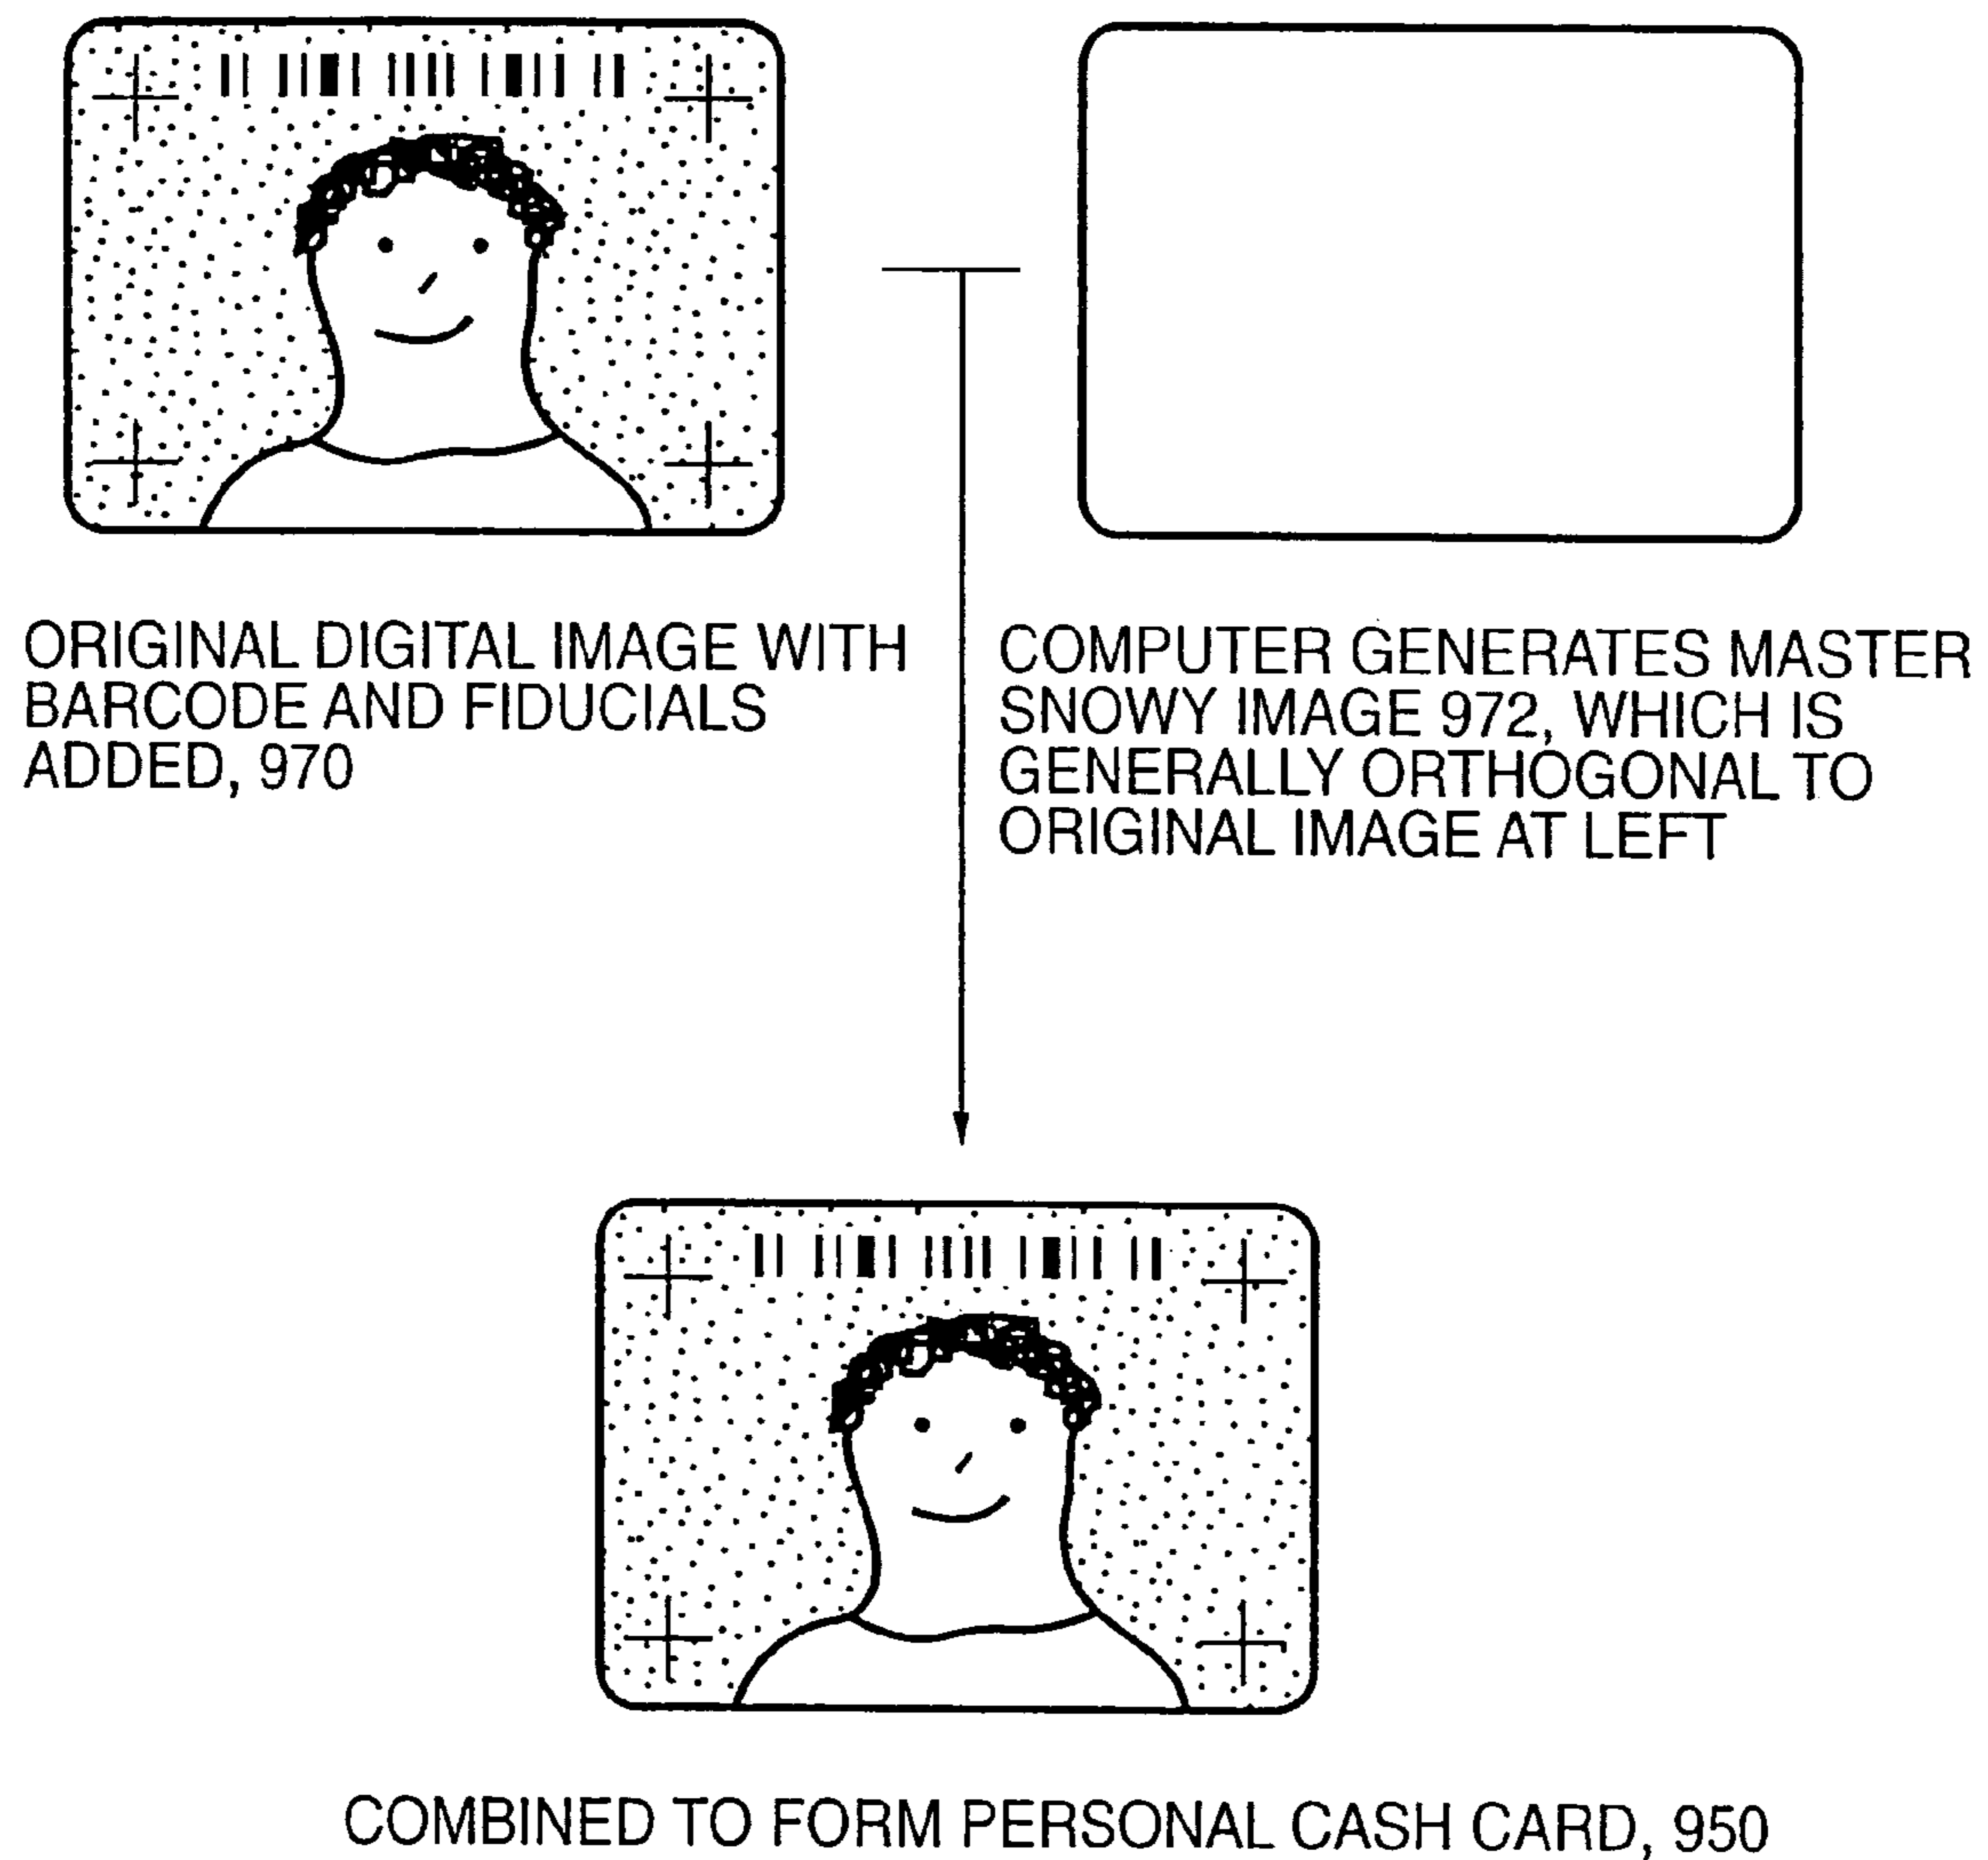 ORIGINAL DIGITAL IMAGE WITH
BARCODE AND FIDUCIALS
ADDED, 970
COMPUTER GENERATES MASTER
SNOWY IMAGE 972, WHICH IS
GENERALLY ORTHOGONAL TO
ORIGINAL IMAGE AT LEFT
COMBINED TO FORM PERSONAL CASH CARD, 950